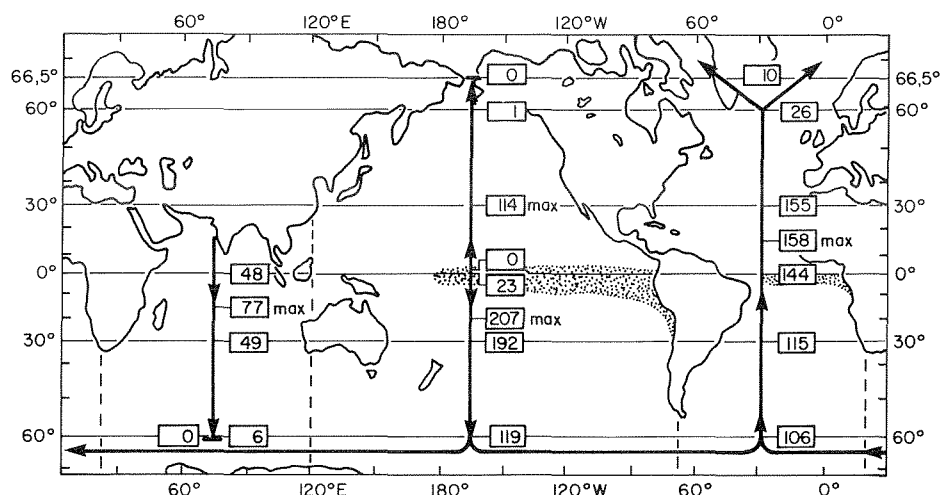 60° 120°E 180° 120°W 60° 0°
66,5° 0 10 66,5°
60° 1 26 60°
30° 114 max 155 30°
158 max
0
0° 48 144 0°
23
77 max
207 max
30° 49 192 115 30°
60° 0 6 119 106 60°
60° 120°E 180° 120°W 60° 0°